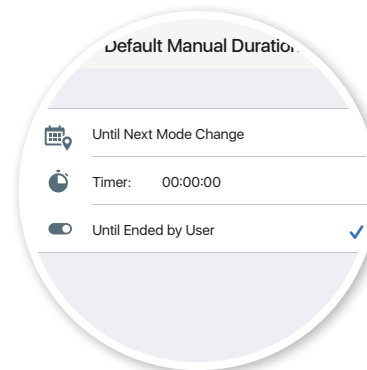 Default Manual Duration
Until Next Mode Change
Timer: 00:00:00
Until Ended by User